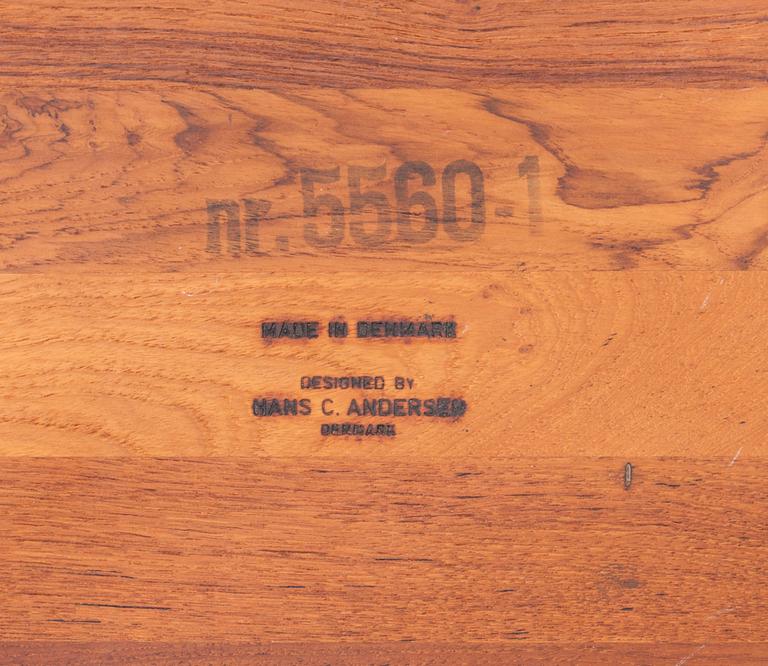 nr. 5560-1
MADE IN DENMARK
DESIGNED BY
HANS C. ANDERSEN
DENMARK